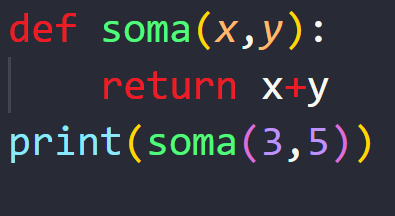 def soma(x,y):
    return x+y
print(soma(3,5))